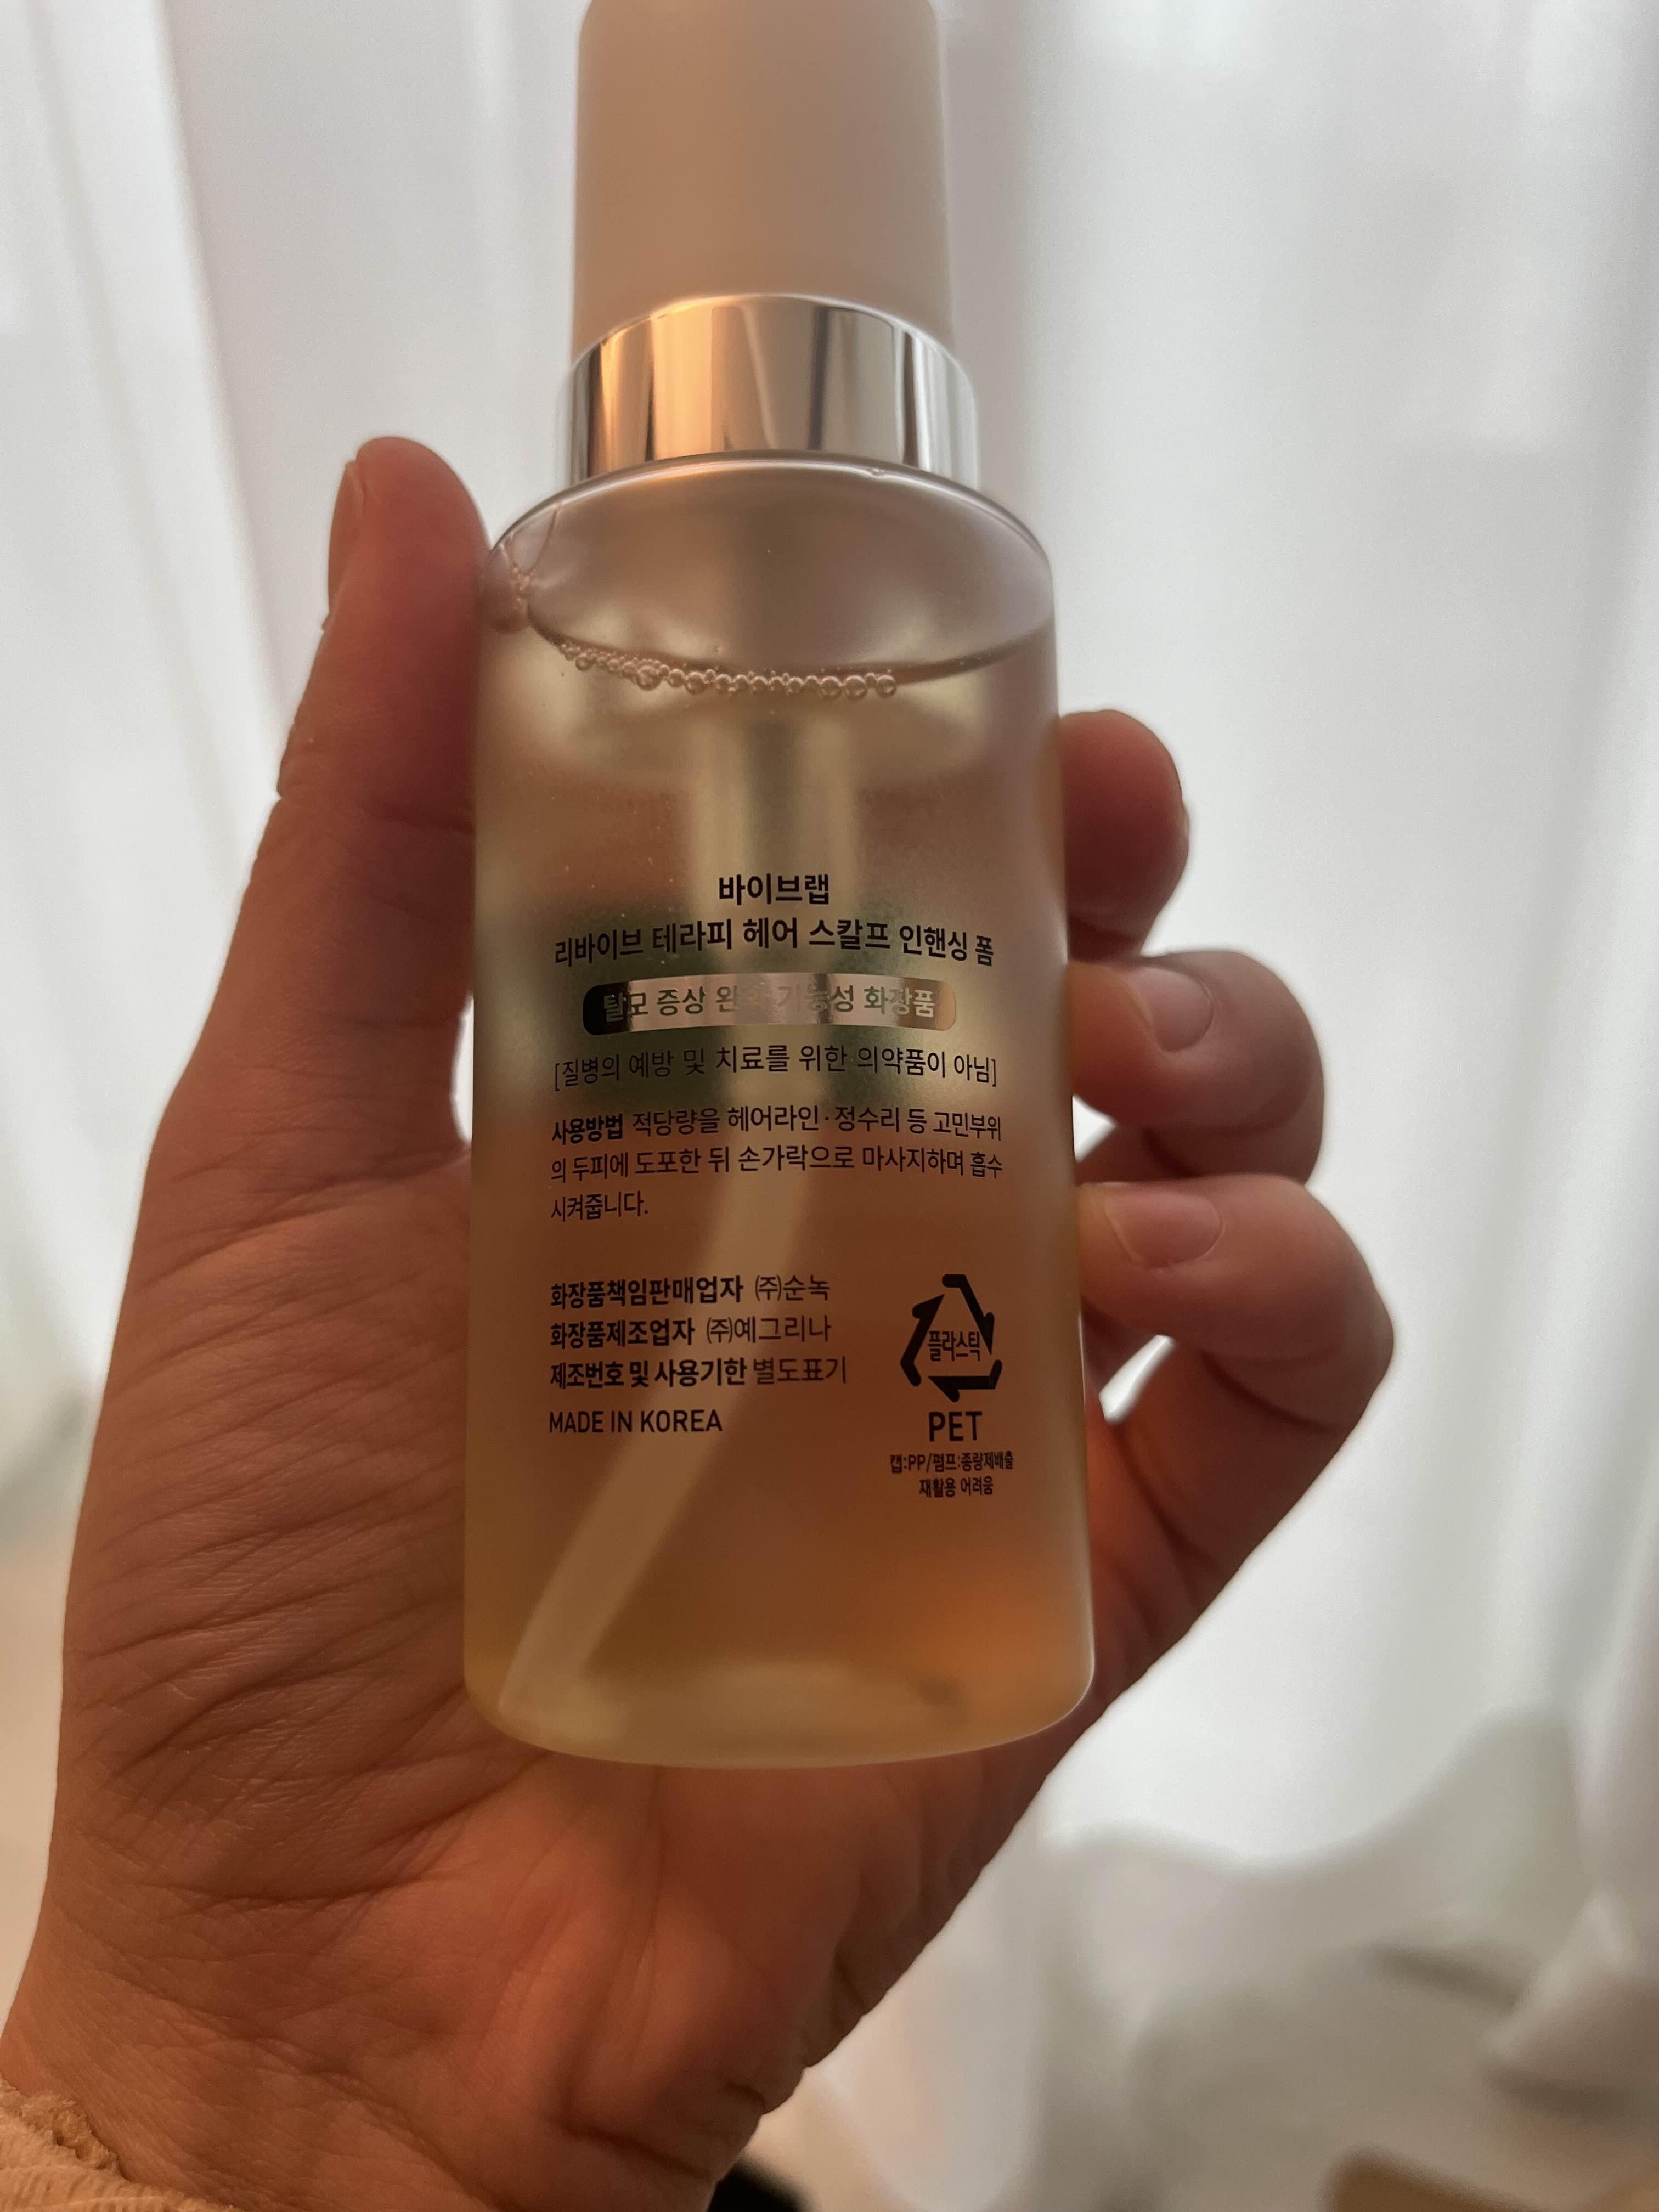 바이브랩
리바이브 테라피 헤어 스칼프 인핸싱 폼
탈모 증상 완화 기능성 화장품
[질병의 예방 및 치료를 위한 의약품이 아님]
사용방법 적당량을 헤어라인·정수리 등 고민부위
의 두피에 도포한 뒤 손가락으로 마사지하며 흡수
시켜줍니다.
화장품책임판매업자 ㈜순녹
화장품제조업자 ㈜예그리나
제조번호 및 사용기한 별도표기
MADE IN KOREA
플라스틱
PET
캡:PP/펌프:종량제배출
재활용 어려움